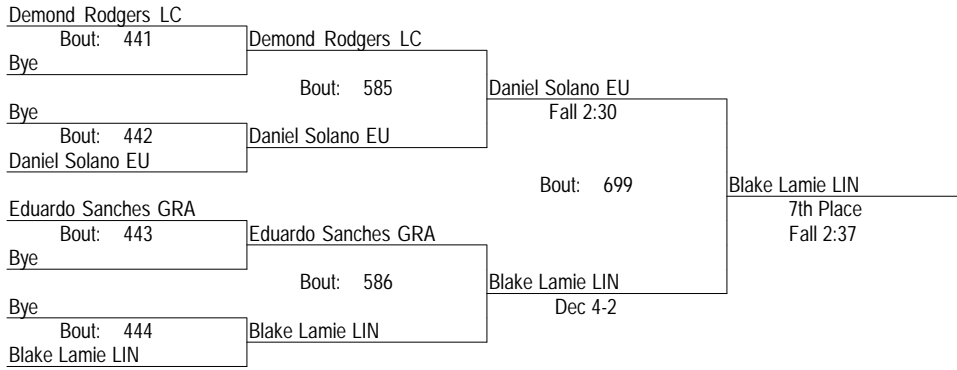 Demond Rodgers LC
Bout: 441
Demond Rodgers LC
Bye
Bout: 585
Daniel Solano EU
Bye
Fall 2:30
Bout: 442
Daniel Solano EU
Daniel Solano EU
Bout: 699
Blake Lamie LIN
Eduardo Sanches GRA
7th Place
Bout: 443
Eduardo Sanches GRA
Fall 2:37
Bye
Bout: 586
Blake Lamie LIN
Bye
Dec 4-2
Bout: 444
Blake Lamie LIN
Blake Lamie LIN